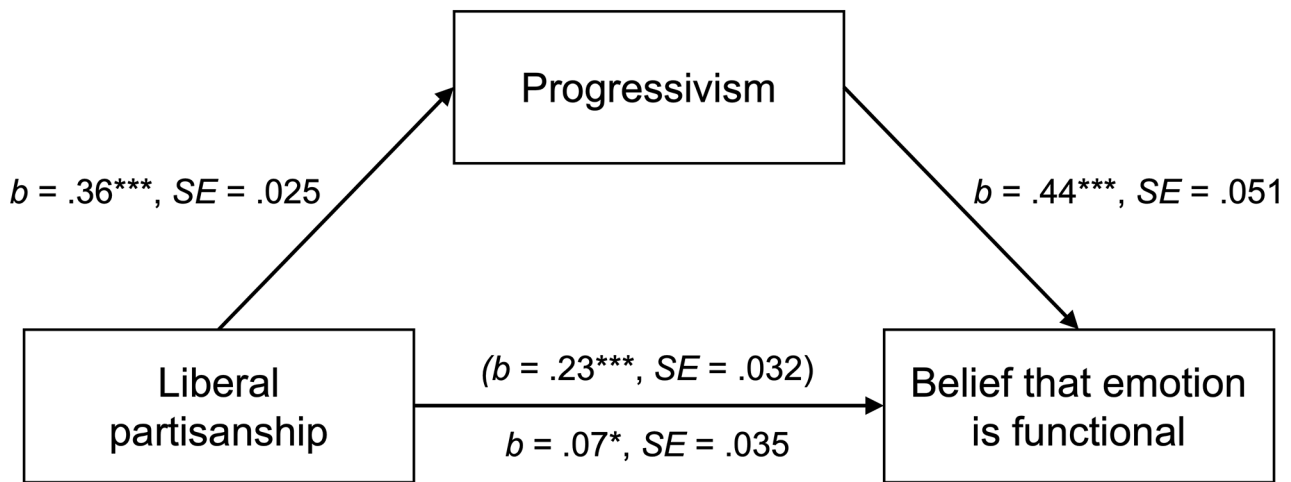 Progressivism
b = .36***, SE = .025
b = .44***, SE = .051
Liberal
partisanship
(b = .23***, SE = .032)
b = .07*, SE = .035
Belief that emotion
is functional